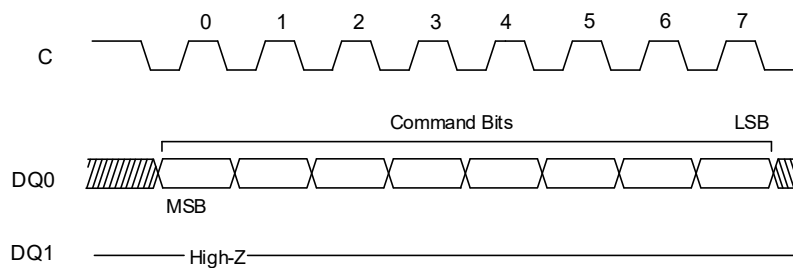 0 1 2 3 4 5 6 7
C
Command Bits LSB
DQ0
MSB
DQ1
High-Z